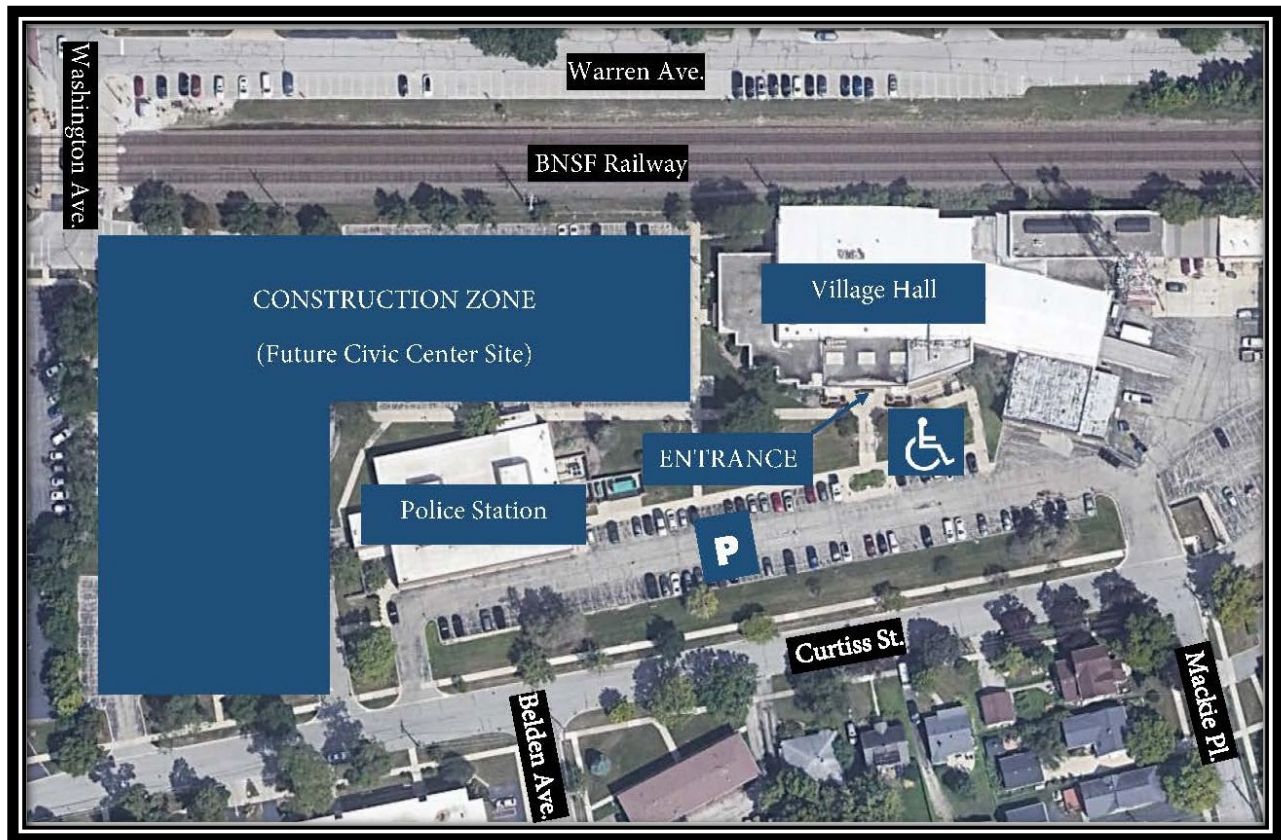 Washington Ave.
Warren Ave.
BNSF Railway
CONSTRUCTION ZONE
(Future Civic Center Site)
Village Hall
ENTRANCE
Police Station
P
Curtiss St.
Belden Ave.
Mackie Pl.